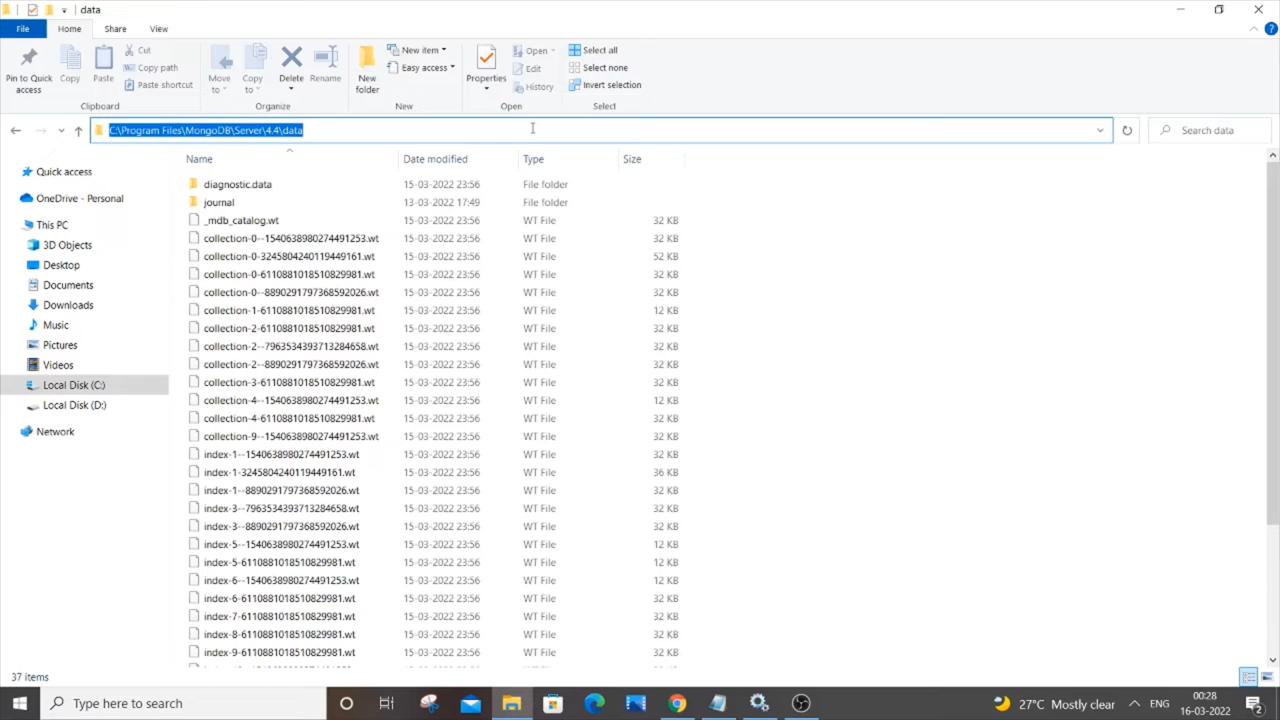 data
File Home Share View
Pin to Quick access
Copy
Paste
Cut
Copy path
Paste shortcut
Move to
Copy to
Delete
Rename
New folder
New item
Easy access
Properties
Open
Edit
History
Select all
Select none
Invert selection
Clipboard Organize New Open Select
C:\Program Files\MongoDB\Server\4.4\data
Search data
Quick access
OneDrive - Personal
This PC
3D Objects
Desktop
Documents
Downloads
Music
Pictures
Videos
Local Disk (C:)
Local Disk (D:)
Network
Name Date modified Type Size
diagnostic.data 15-03-2022 23:56 File folder
journal 13-03-2022 17:49 File folder
_mdb_catalog.wt 15-03-2022 23:56 WT File 32 KB
collection-0--1540638980274491253.wt 15-03-2022 23:56 WT File 32 KB
collection-0-3245804240119449161.wt 15-03-2022 23:56 WT File 52 KB
collection-0-6110881018510829981.wt 15-03-2022 23:56 WT File 32 KB
collection-0--8890291797368592026.wt 15-03-2022 23:56 WT File 32 KB
collection-1-6110881018510829981.wt 15-03-2022 23:56 WT File 12 KB
collection-2-6110881018510829981.wt 15-03-2022 23:56 WT File 32 KB
collection-2--7963534393713284658.wt 15-03-2022 23:56 WT File 32 KB
collection-2--8890291797368592026.wt 15-03-2022 23:56 WT File 32 KB
collection-3-6110881018510829981.wt 15-03-2022 23:56 WT File 32 KB
collection-4--1540638980274491253.wt 15-03-2022 23:56 WT File 12 KB
collection-4-6110881018510829981.wt 15-03-2022 23:56 WT File 32 KB
collection-9--1540638980274491253.wt 15-03-2022 23:56 WT File 32 KB
index-1--1540638980274491253.wt 15-03-2022 23:56 WT File 32 KB
index-1-3245804240119449161.wt 15-03-2022 23:56 WT File 36 KB
index-1--8890291797368592026.wt 15-03-2022 23:56 WT File 32 KB
index-3--7963534393713284658.wt 15-03-2022 23:56 WT File 32 KB
index-3--8890291797368592026.wt 15-03-2022 23:56 WT File 32 KB
index-5--1540638980274491253.wt 15-03-2022 23:56 WT File 12 KB
index-5-6110881018510829981.wt 15-03-2022 23:56 WT File 32 KB
index-6--1540638980274491253.wt 15-03-2022 23:56 WT File 12 KB
index-6-6110881018510829981.wt 15-03-2022 23:56 WT File 32 KB
index-7-6110881018510829981.wt 15-03-2022 23:56 WT File 32 KB
index-8-6110881018510829981.wt 15-03-2022 23:56 WT File 32 KB
index-9-6110881018510829981.wt 15-03-2022 23:56 WT File 32 KB
37 items
Type here to search
27°C Mostly clear
ENG
00:28
16-03-2022
2